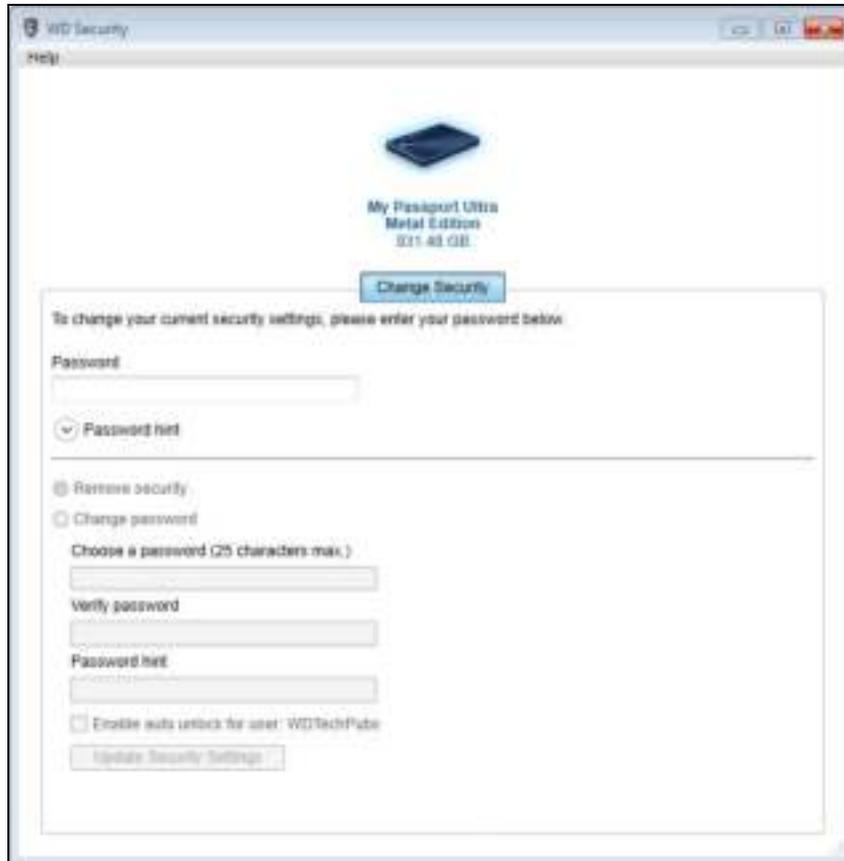 WD Security
Help
My Passport Ultra
Metal Edition
931.48 GB
Change Security
To change your current security settings, please enter your password below.
Password
Password hint
Remove security
Change password
Choose a password (25 characters max.)
Verify password
Password hint
Enable auto unlock for user: WDTechPubs
Update Security Settings